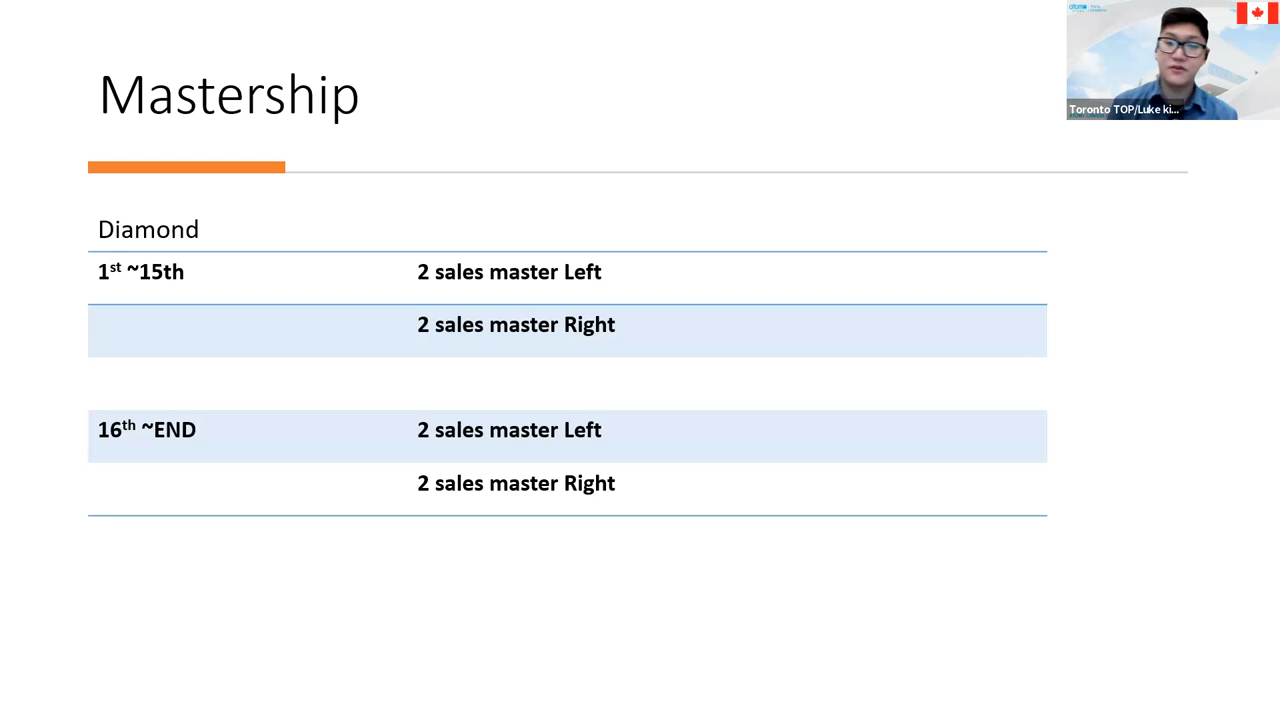 Mastership
atomy
Toronto TOP/Luke ki...
Diamond
1st ~15th 2 sales master Left
2 sales master Right
16th ~END 2 sales master Left
2 sales master Right